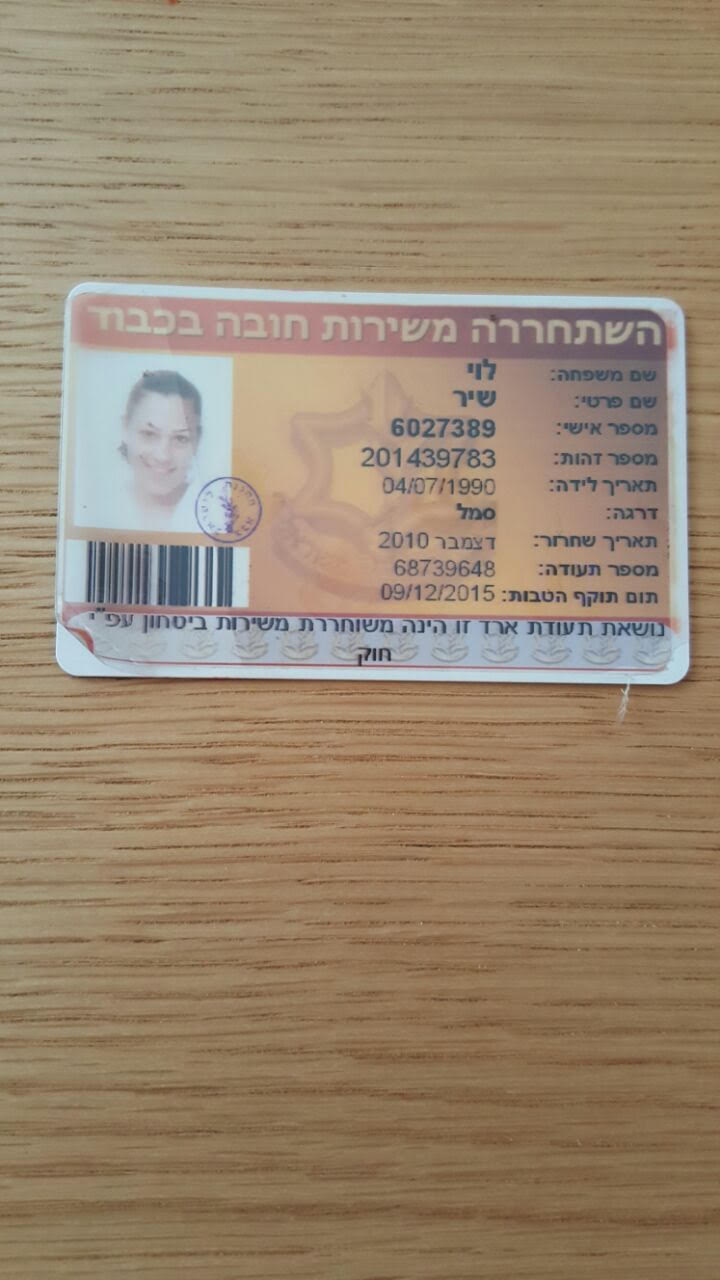 השתחררה משירות חובה בכבוד
שם משפחה: לוי
שם פרטי: שיר
מספר אישי: 6027389
מספר זהות: 201439783
תאריך לידה: 04/07/1990
דרגה: סמל
תאריך שחרור: דצמבר 2010
מספר תעודה: 68739648
תום תוקף הטבות: 09/12/2015
נושאת תעודת ארד זו הינה משוחררת משירות ביטחון עפ"י
חוק